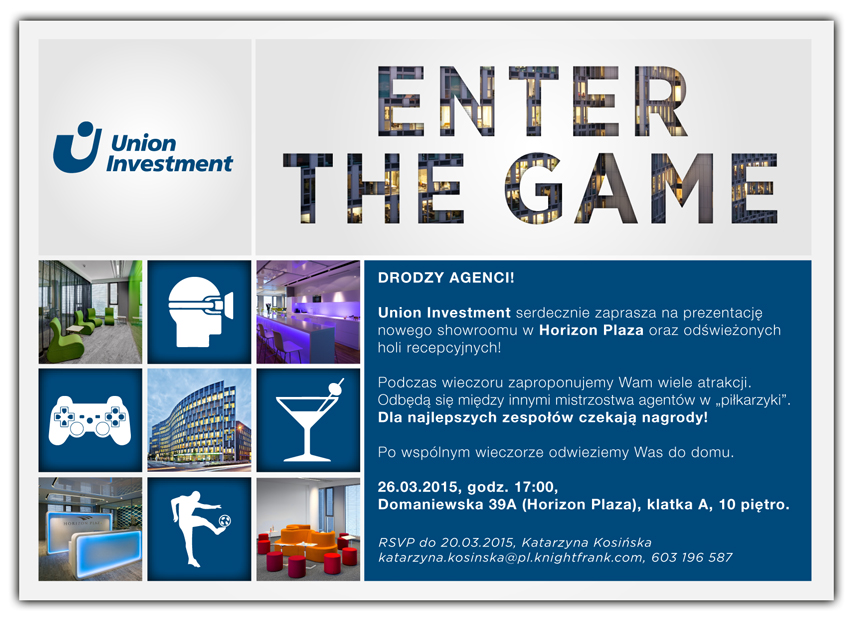 Union
Investment
ENTER
THE GAME
DRODZY AGENCI!
Union Investment serdecznie zaprasza na prezentację
nowego showroomu w Horizon Plaza oraz odświeżonych
holi recepcyjnych!
Podczas wieczoru zaproponujemy Wam wiele atrakcji.
Odbędą się między innymi mistrzostwa agentów w „piłkarzyki”.
Dla najlepszych zespołów czekają nagrody!
Po wspólnym wieczorze odwieziemy Was do domu.
26.03.2015, godz. 17:00,
Domaniewska 39A (Horizon Plaza), klatka A, 10 piętro.
RSVP do 20.03.2015, Katarzyna Kosińska
katarzyna.kosinska@pl.knightfrank.com, 603 196 587